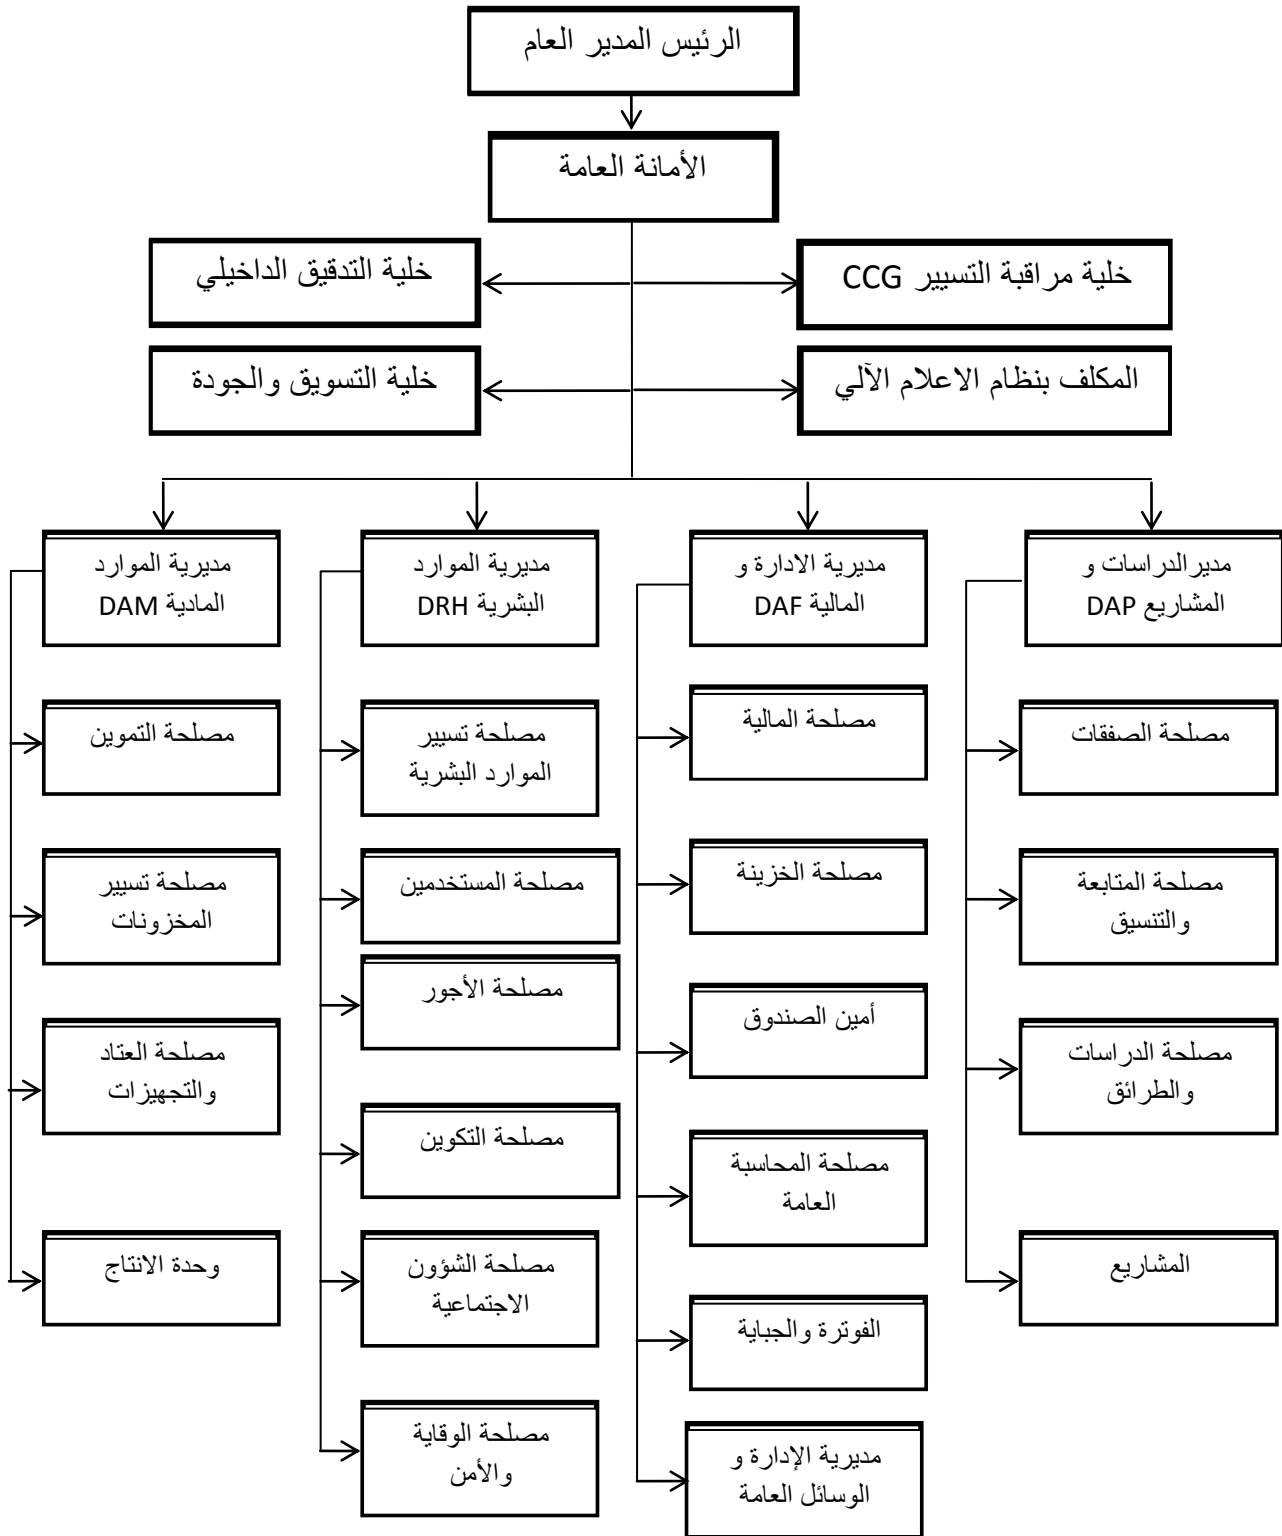 الرئيس المدير العام
الأمانة العامة
خلية مراقبة التسيير CCG
خلية التدقيق الداخيلي
المكلف بنظام الاعلام الآلي
خلية التسويق والجودة
مديرالدراسات و
المشاريع DAP
مديرية الادارة و
المالية DAF
مديرية الموارد
البشرية DRH
مديرية الموارد
المادية DAM
مصلحة الصفقات
مصلحة المتابعة
والتنسيق
مصلحة الدراسات
والطرائق
المشاريع
مصلحة المالية
مصلحة الخزينة
أمين الصندوق
مصلحة المحاسبة
العامة
الفوترة والجباية
مديرية الإدارة و
الوسائل العامة
مصلحة تسيير
الموارد البشرية
مصلحة المستخدمين
مصلحة الأجور
مصلحة التكوين
مصلحة الشؤون
الاجتماعية
مصلحة الوقاية
والأمن
مصلحة التموين
مصلحة تسيير
المخزونات
مصلحة العتاد
والتجهيزات
وحدة الانتاج